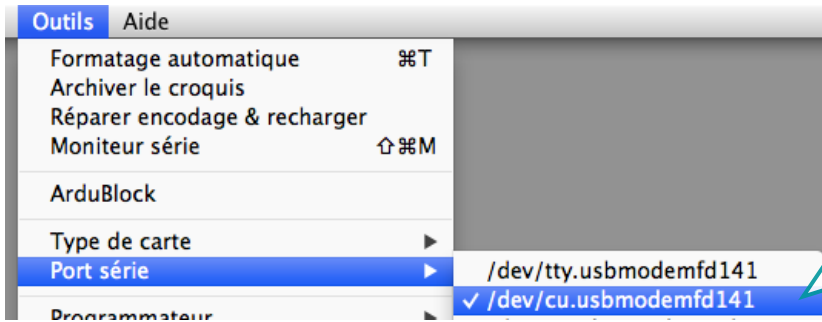 Outils Aide
Formatage automatique ⌘T
Archiver le croquis
Réparer encodage & recharger
Moniteur série ⇧⌘M
ArduBlock
Type de carte ▶
Port série ▶
/dev/tty.usbmodemfd141
✓ /dev/cu.usbmodemfd141
Programmateur ▶